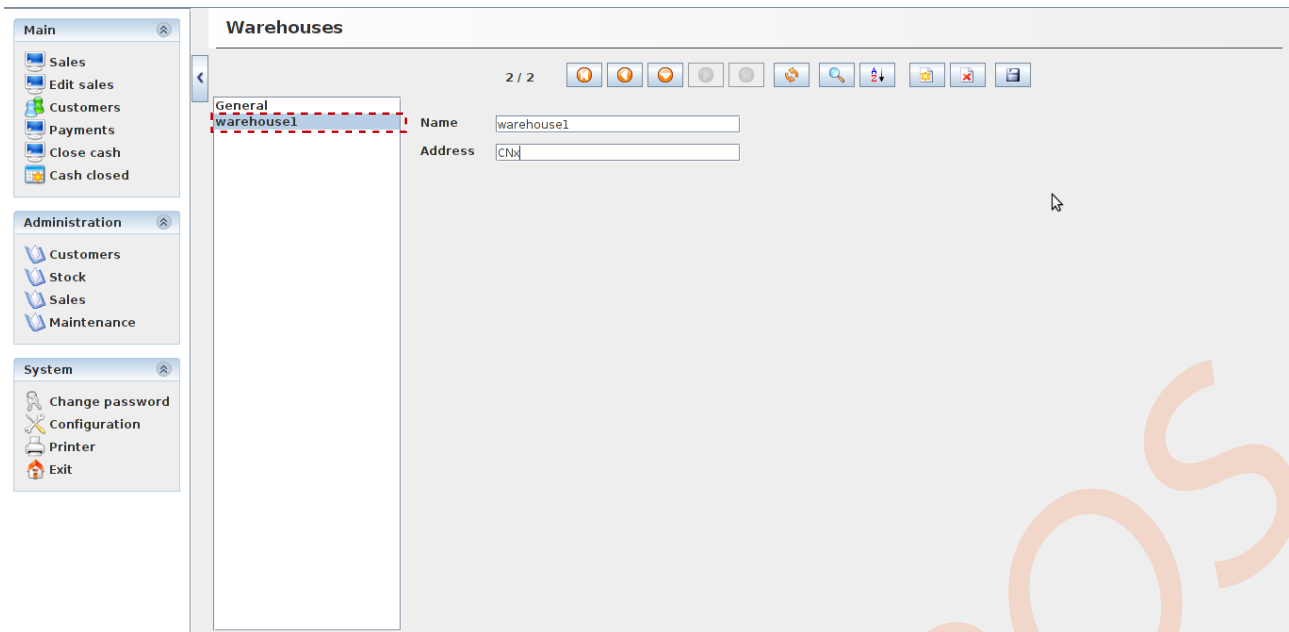 Main
Sales
Edit sales
Customers
Payments
Close cash
Cash closed
Administration
Customers
Stock
Sales
Maintenance
System
Change password
Configuration
Printer
Exit
Warehouses
2 / 2
General
warehouse1
Name warehouse1
Address CNx
POS